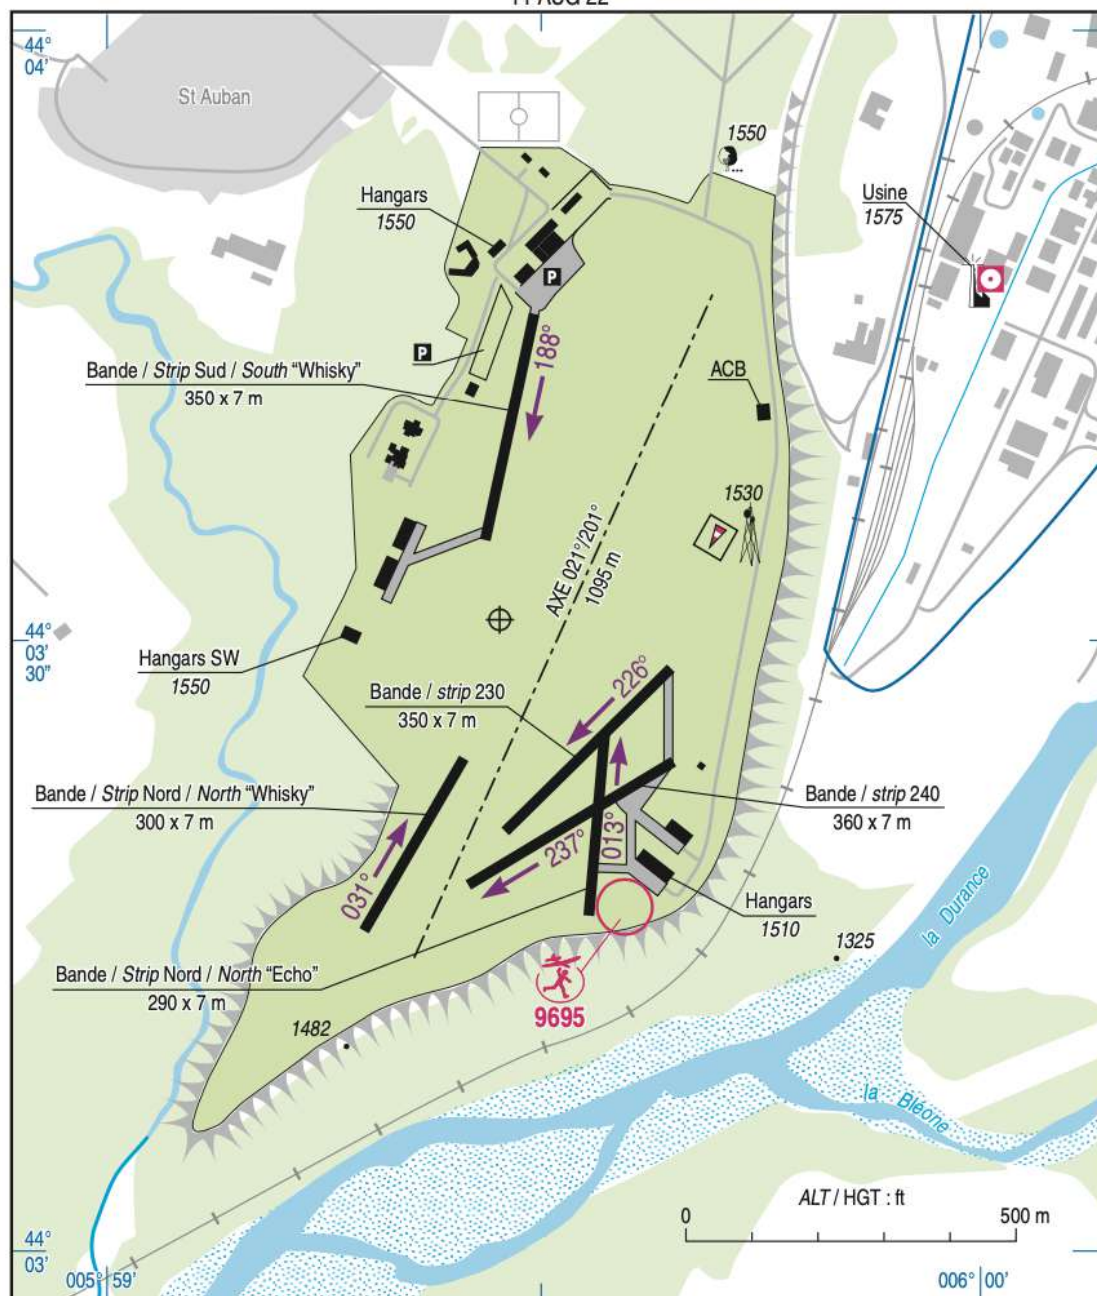 44°
04'
St Auban
1550
Hangars
1550
Usine
1575
P
P
188°
Bande / Strip Sud / South “Whisky”
350 x 7 m
ACB
1530
AXE 021°/201°
1095 m
44°
03'
30"
Hangars SW
1550
Bande / strip 230
350 x 7 m
226°
Bande / Strip Nord / North “Whisky”
300 x 7 m
Bande / strip 240
360 x 7 m
031°
237°
013°
Hangars
1510
la Durance
1325
Bande / Strip Nord / North “Echo”
290 x 7 m
9695
1482
la Bléone
ALT / HGT : ft
0
500 m
44°
03'
005° 59'
006° 00'